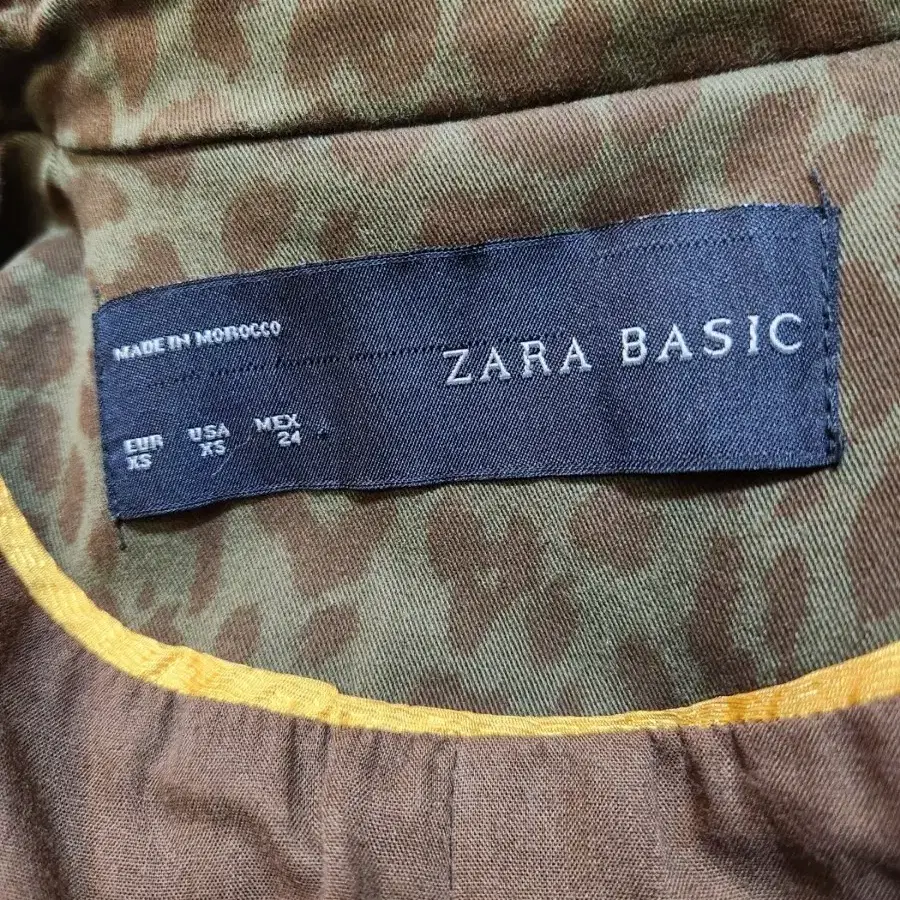 MADE IN MOROCCO
ZARA BASIC
EUR USA MEX
XS XS 24